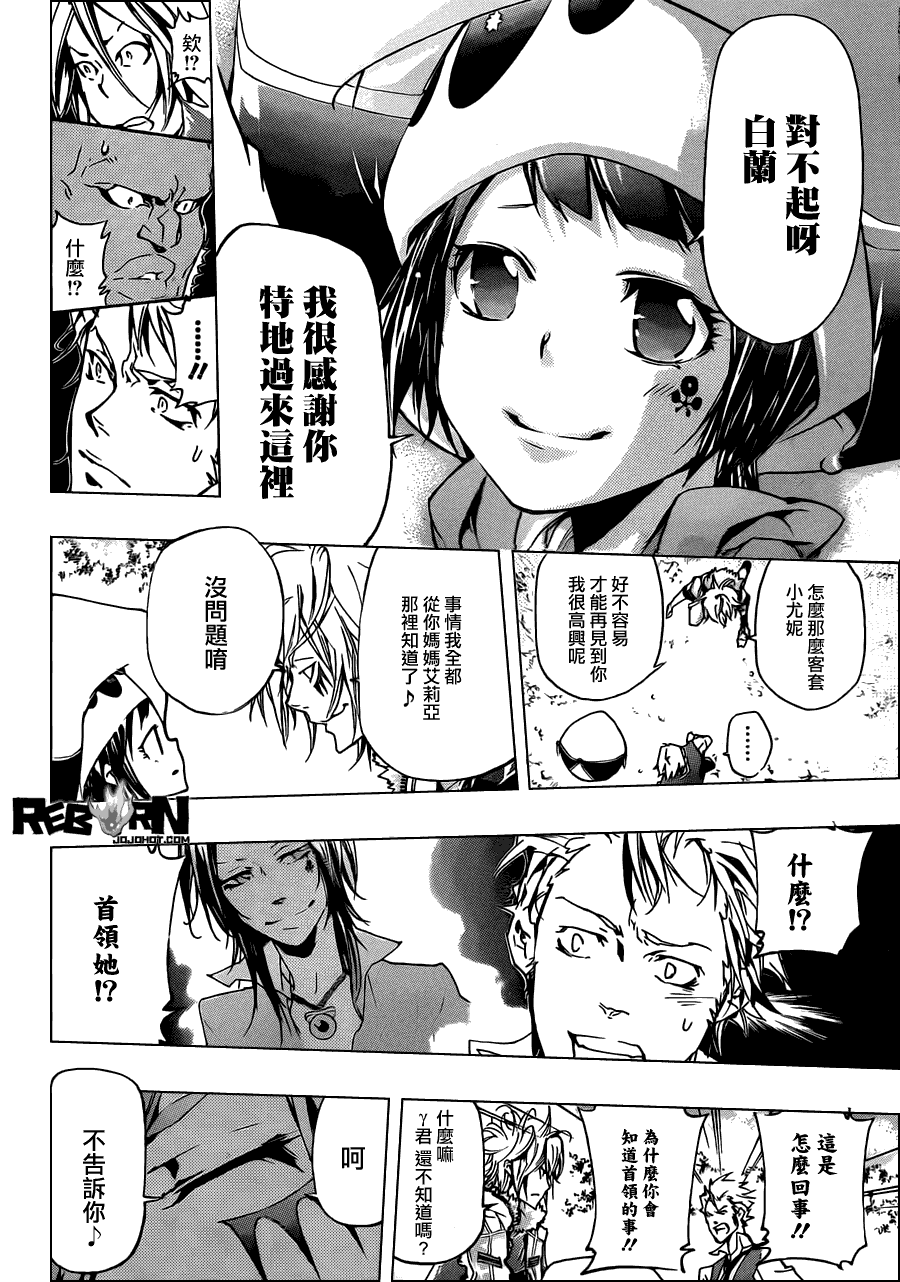 對不起呀
白蘭
我很感謝你
特地過來這裡
欸!?
什麼!?
……!!
怎麼那麼客套
小尤妮
……
好不容易
才能再見到你
我很高興呢
事情我全都
從你媽媽艾莉亞
那裡知道了♪
沒問題唷
REBORN
JOJOHOT.COM
什麼!?
首領她!?
這是
怎麼回事!!
為什麼你會
知道首領的事!!
什麼嘛
γ君 還不知道嗎?
呵
不告訴你♪